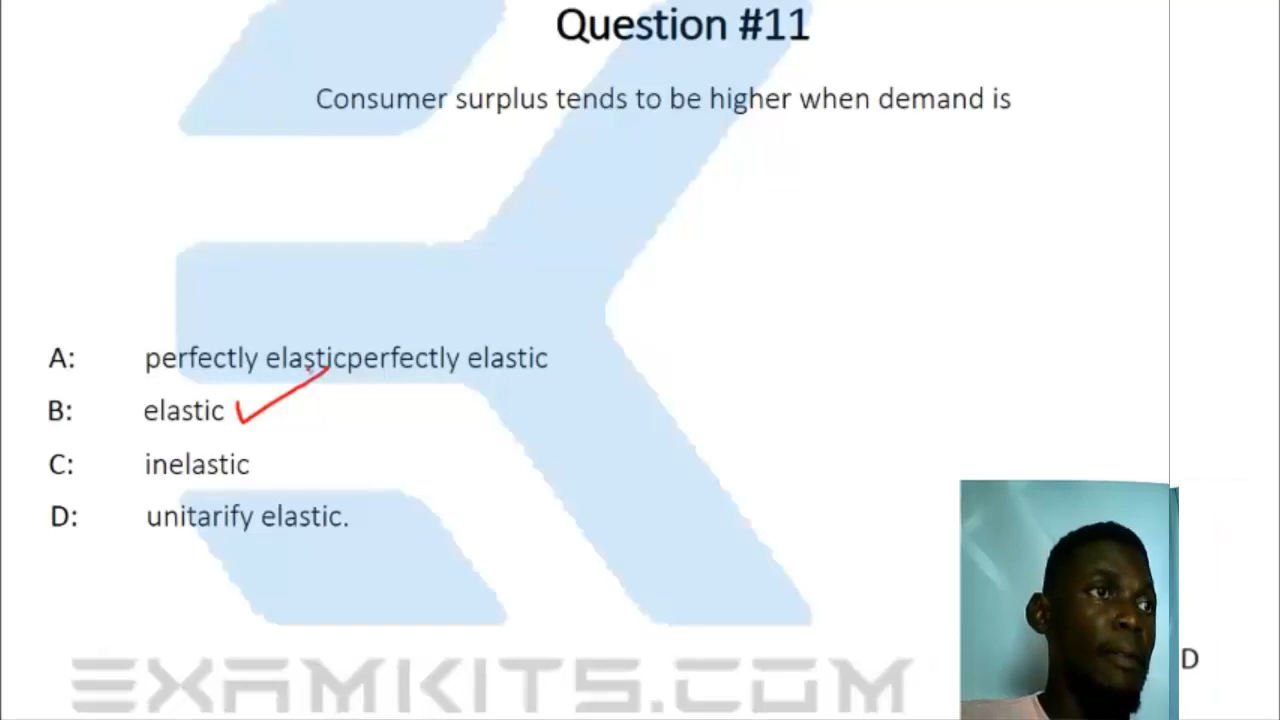 Question #11
Consumer surplus tends to be higher when demand is
A: perfectly elasticperfectly elastic
B: elastic
C: inelastic
D: unitarify elastic.
EXAMKITS.COM
D